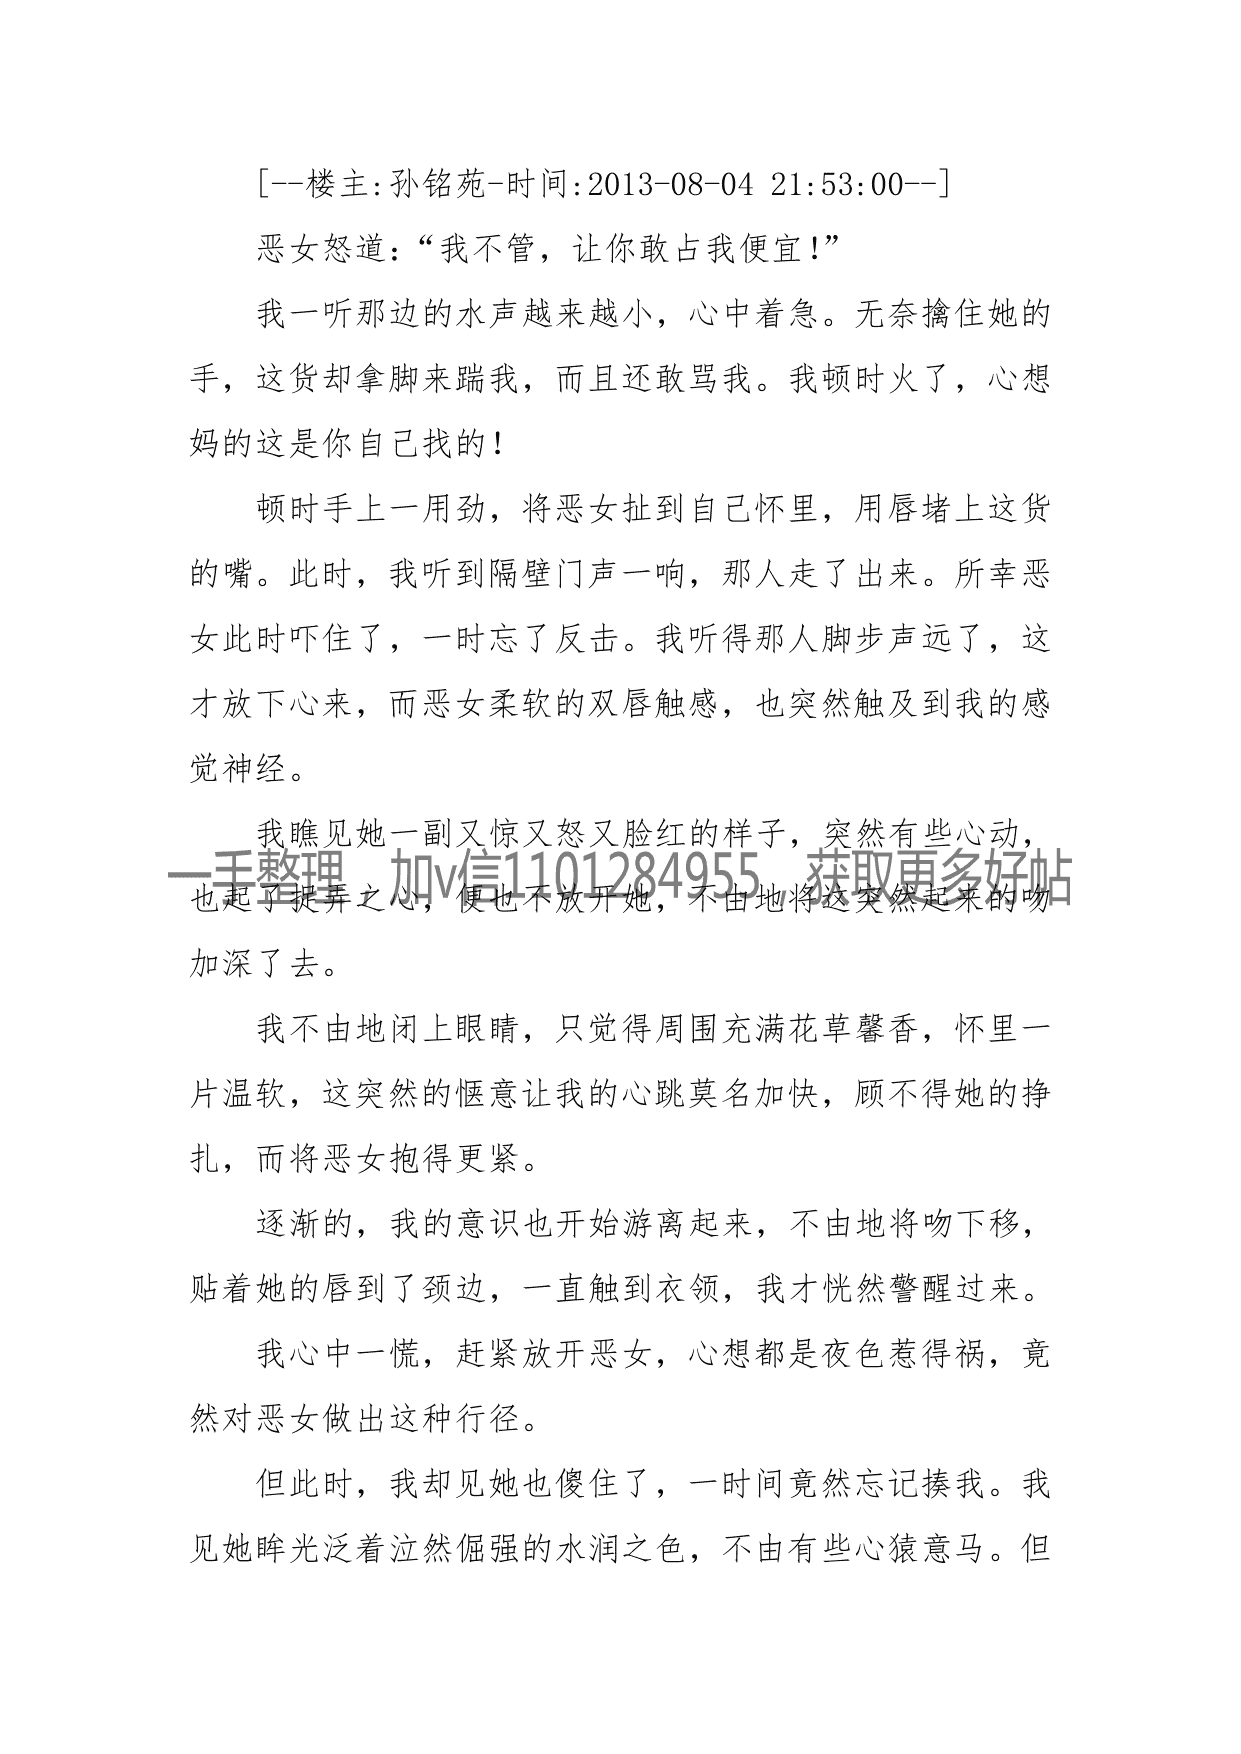 [--楼主:孙铭苑-时间:2013-08-04 21:53:00--]
恶女怒道：“我不管，让你敢占我便宜！”
我一听那边的水声越来越小，心中着急。无奈擒住她的
手，这货却拿脚来踹我，而且还敢骂我。我顿时火了，心想
妈的这是你自己找的！
顿时手上一用劲，将恶女扯到自己怀里，用唇堵上这货
的嘴。此时，我听到隔壁门声一响，那人走了出来。所幸恶
女此时吓住了，一时忘了反击。我听得那人脚步声远了，这
才放下心来，而恶女柔软的双唇触感，也突然触及到我的感
觉神经。
我瞧见她一副又惊又怒又脸红的样子，突然有些心动，
一手整理，加v信1101284955，获取更多好帖
也起了捉弄之心，便也不放开她，不由地将这突然起来的吻
加深了去。
我不由地闭上眼睛，只觉得周围充满花草馨香，怀里一
片温软，这突然的惬意让我的心跳莫名加快，顾不得她的挣
扎，而将恶女抱得更紧。
逐渐的，我的意识也开始游离起来，不由地将吻下移，
贴着她的唇到了颈边，一直触到衣领，我才恍然警醒过来。
我心中一慌，赶紧放开恶女，心想都是夜色惹得祸，竟
然对恶女做出这种行径。
但此时，我却见她也傻住了，一时间竟然忘记揍我。我
见她眸光泛着泣然倔强的水润之色，不由有些心猿意马。但